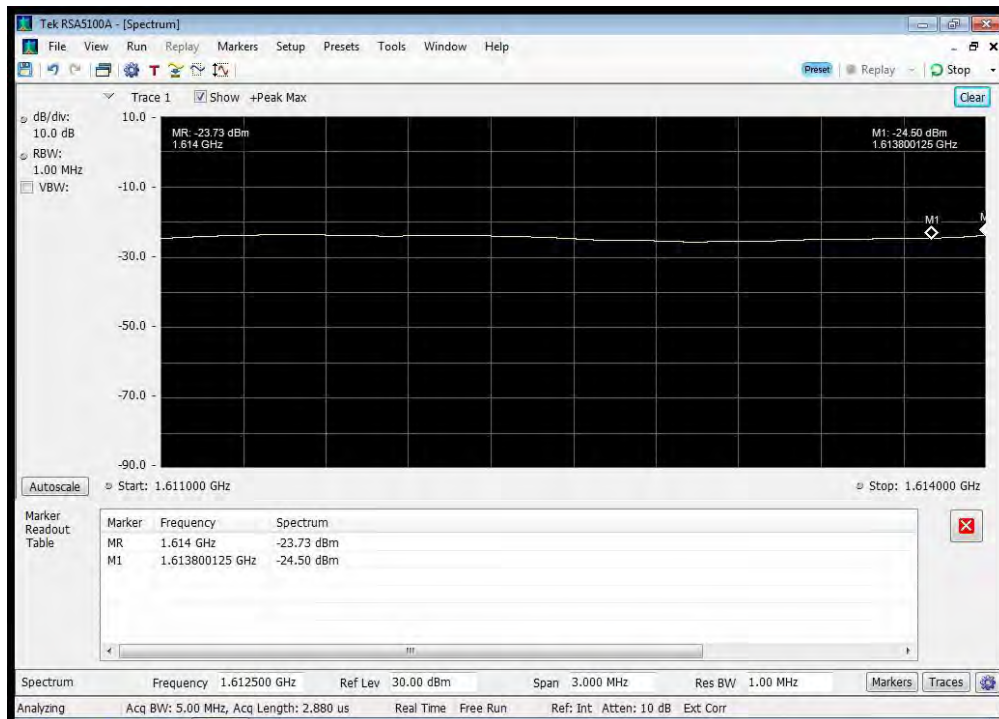 Tek RSA5100A - [Spectrum]
File View Run Replay Markers Setup Presets Tools Window Help
Preset Replay Stop
Trace 1 Show +Peak Max Clear
dB/div:
10.0 dB
RBW:
1.00 MHz
VBW:
10.0
-10.0
-30.0
-50.0
-70.0
-90.0
MR: -23.73 dBm
1.614 GHz
M1: -24.50 dBm
1.613800125 GHz
M1
M
Autoscale Start: 1.611000 GHz Stop: 1.614000 GHz
Marker Readout Table
Marker Frequency Spectrum
MR 1.614 GHz -23.73 dBm
M1 1.613800125 GHz -24.50 dBm
Spectrum Frequency 1.612500 GHz Ref Lev 30.00 dBm Span 3.000 MHz Res BW 1.00 MHz Markers Traces
Analyzing Acq BW: 5.00 MHz, Acq Length: 2.880 us Real Time Free Run Ref: Int Atten: 10 dB Ext Corr